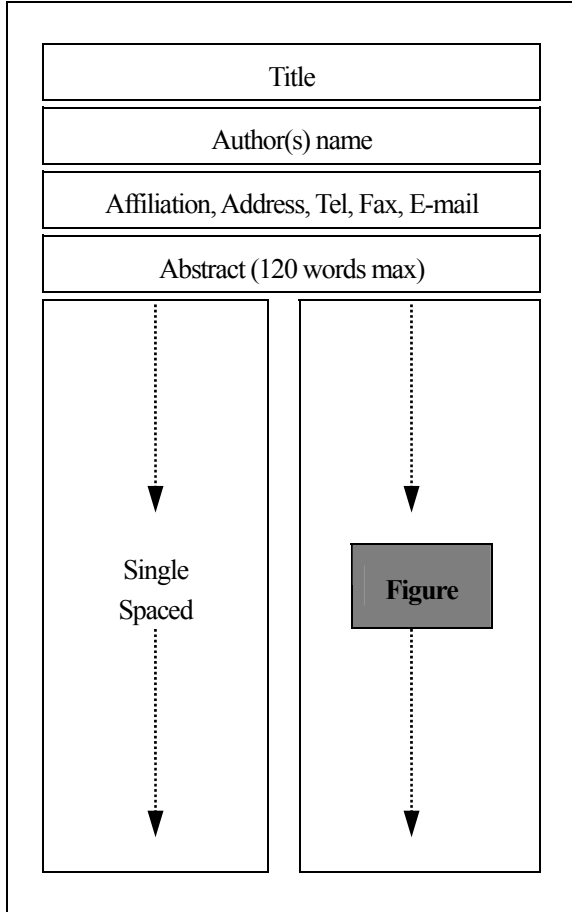 Title
Author(s) name
Affiliation, Address, Tel, Fax, E-mail
Abstract (120 words max)
Single
Spaced
Figure